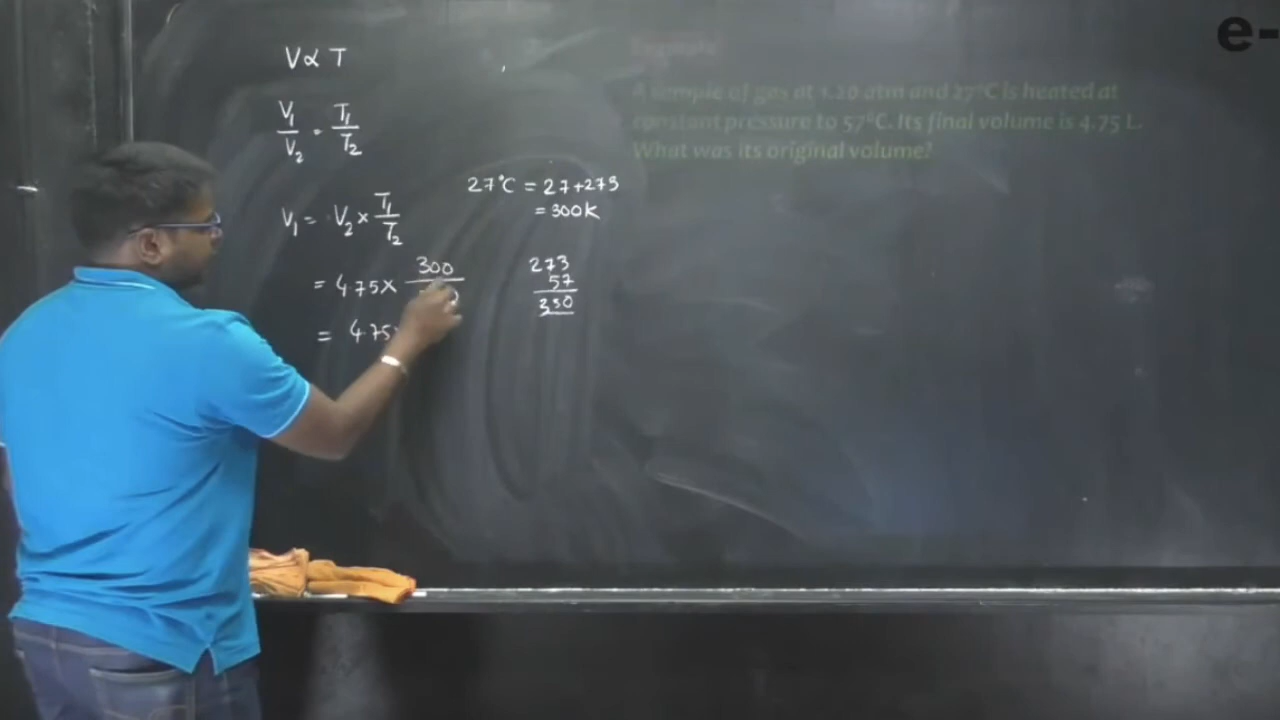 V∝T
V₁/V₂ = T₁/T₂
V₁ = V₂ × T₁/T₂
= 4.75 × 300/
= 4.75
27°C = 27+273
= 300K
273
57
330
Example
A sample of gas at 1.20 atm and 27°C is heated at
constant pressure to 57°C. Its final volume is 4.75 L.
What was its original volume?
e-